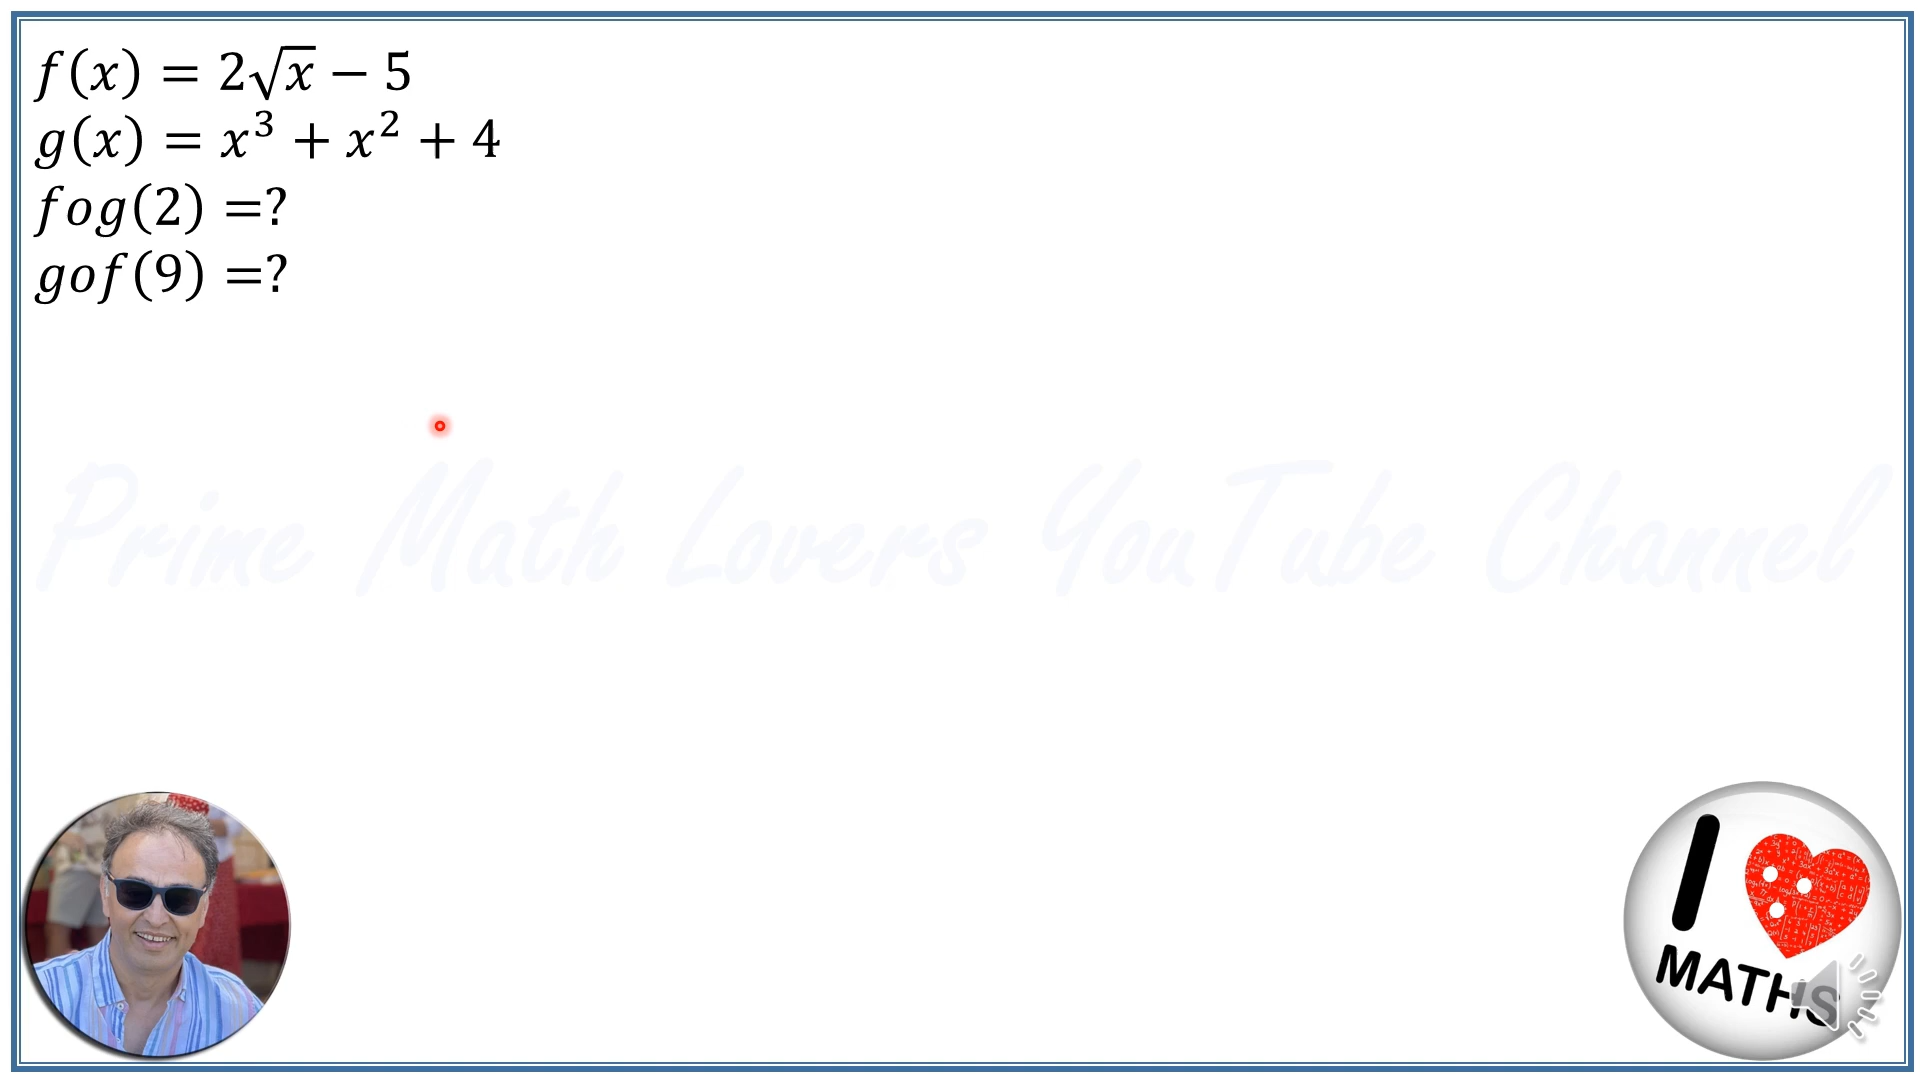 f(x) = 2√x − 5
g(x) = x³ + x² + 4
fog(2) =?
gof(9) =?
Prime Math Lovers YouTube Channel
I
MATHS